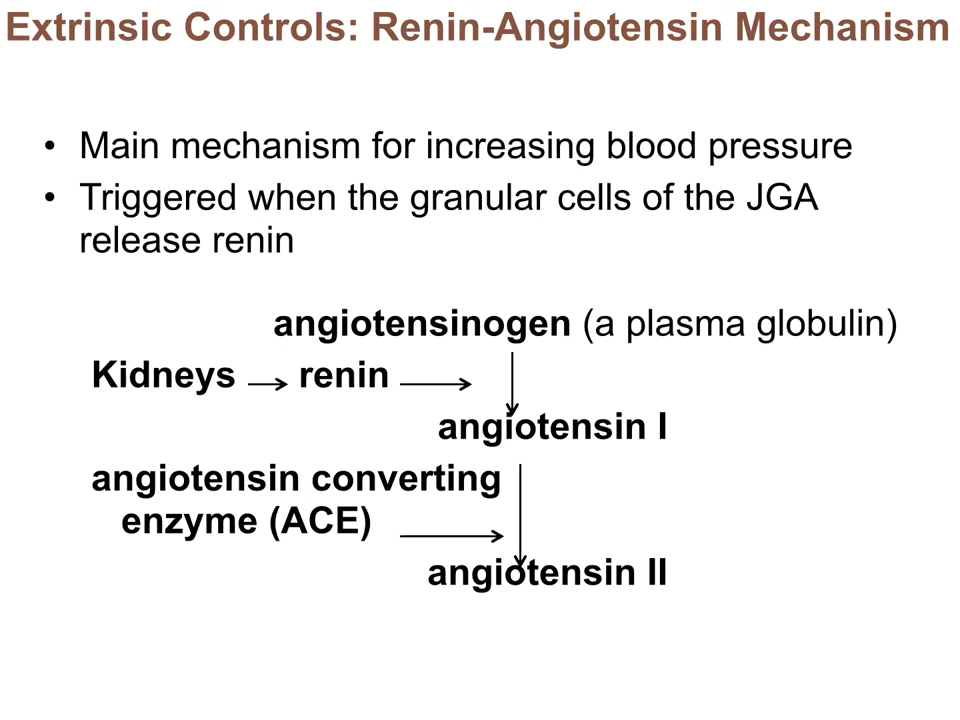 Extrinsic Controls: Renin-Angiotensin Mechanism
• Main mechanism for increasing blood pressure
• Triggered when the granular cells of the JGA
release renin
angiotensinogen (a plasma globulin)
Kidneys → renin →
angiotensin I
angiotensin converting
enzyme (ACE) →
angiotensin II